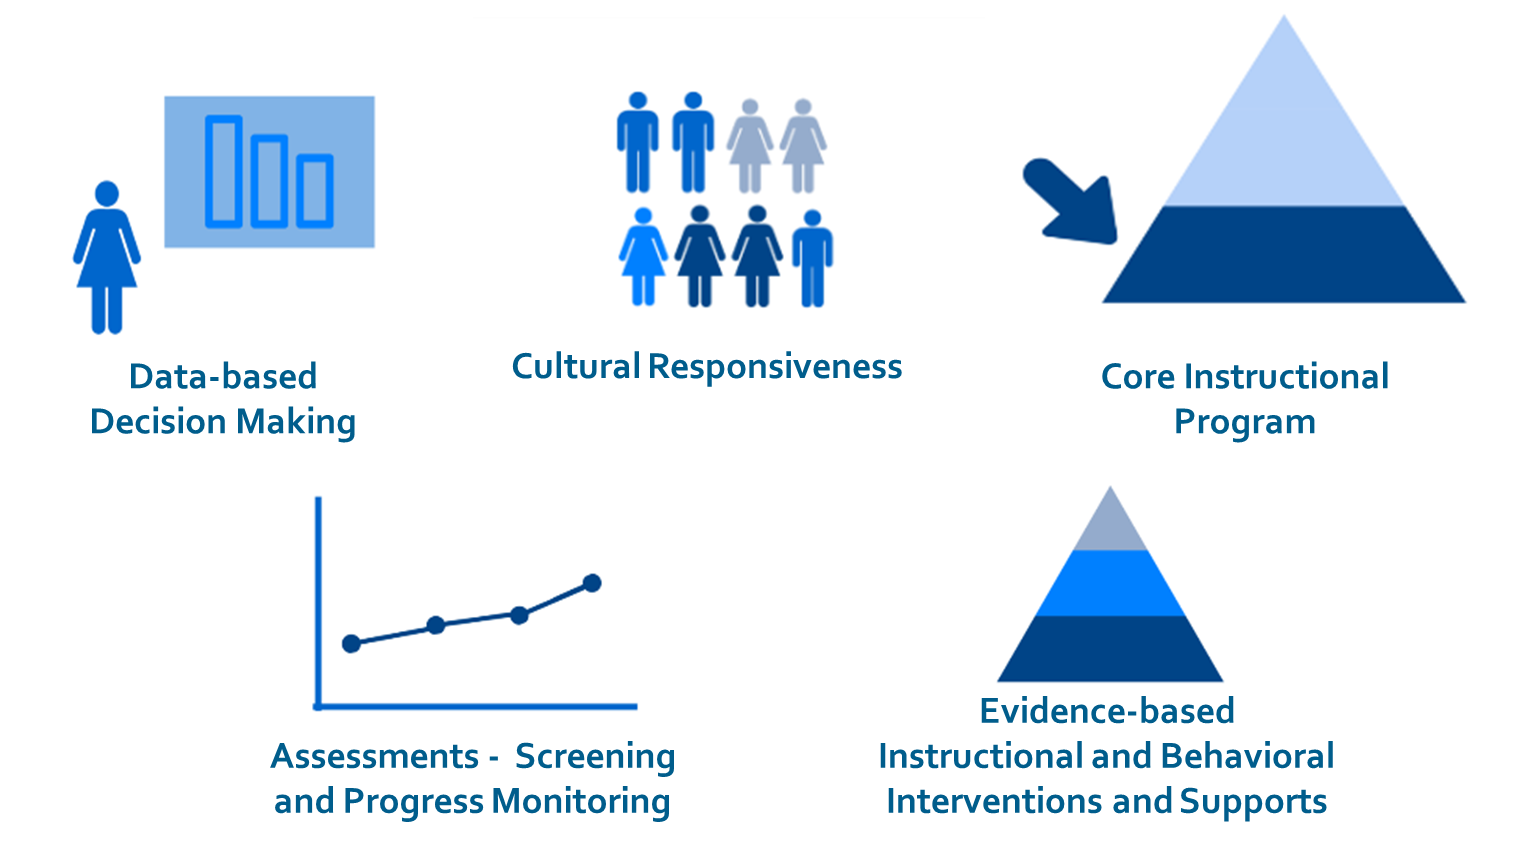 Data-based
Decision Making
Cultural Responsiveness
Core Instructional
Program
Assessments - Screening
and Progress Monitoring
Evidence-based
Instructional and Behavioral
Interventions and Supports